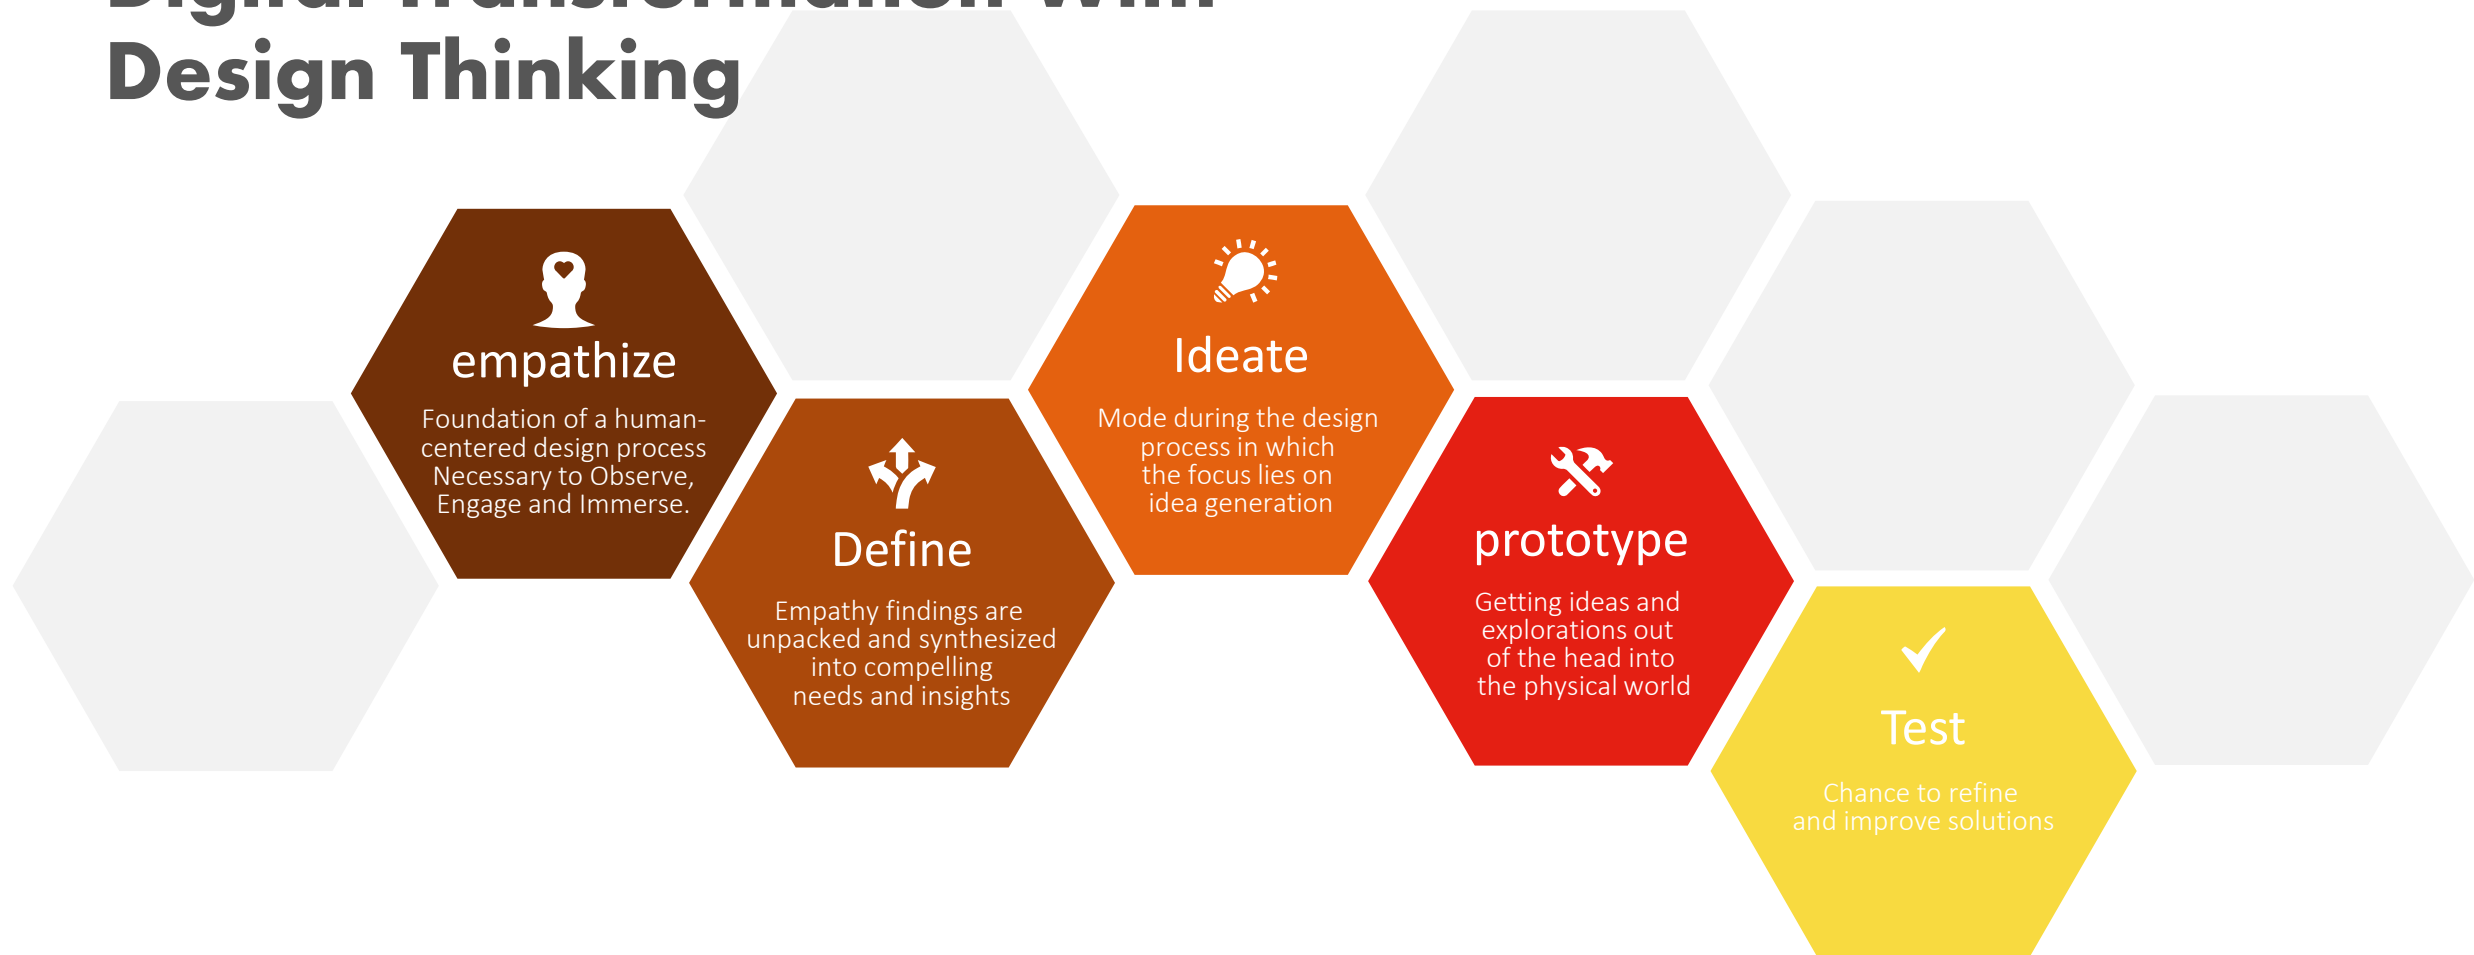 Digital Transformation with
Design Thinking
empathize
Foundation of a human-
centered design process
Necessary to Observe,
Engage and Immerse.
Define
Empathy findings are
unpacked and synthesized
into compelling
needs and insights
Ideate
Mode during the design
process in which
the focus lies on
idea generation
prototype
Getting ideas and
explorations out
of the head into
the physical world
Test
Chance to refine
and improve solutions